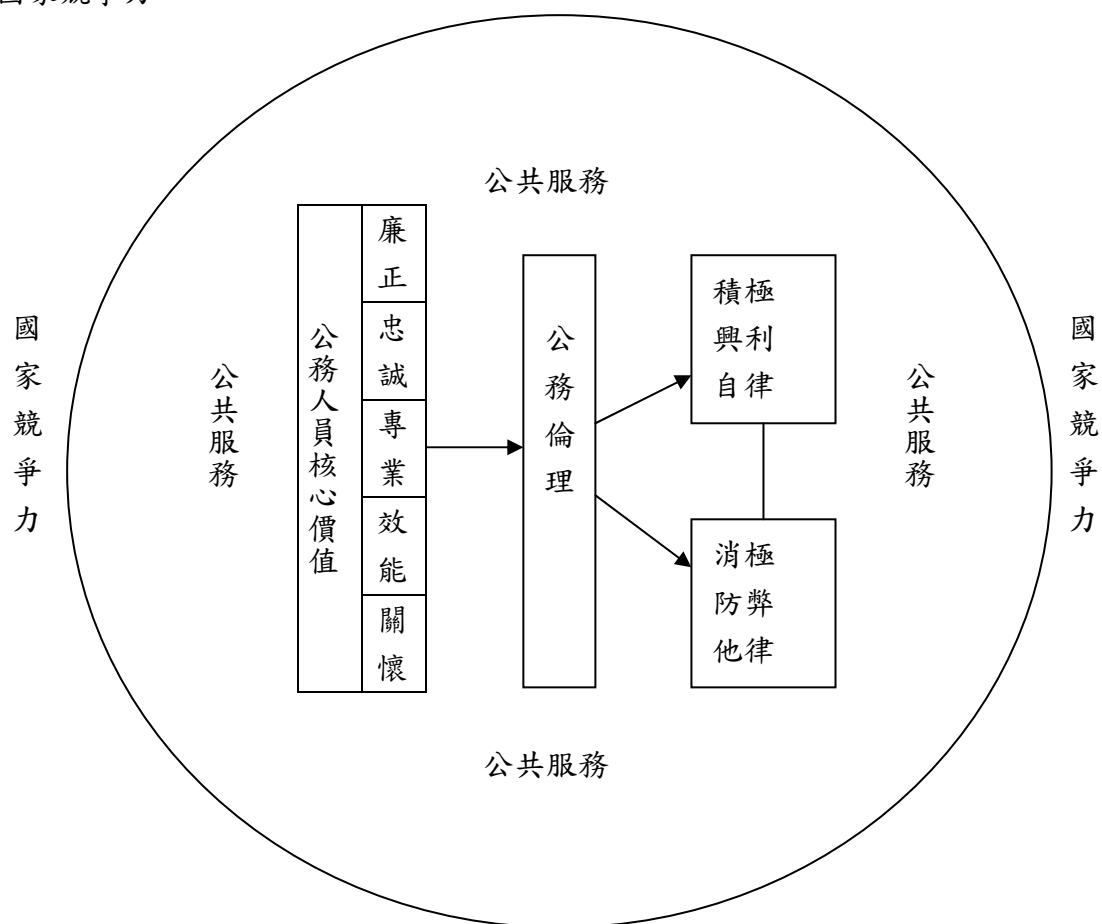 國家競爭力
公共服務
國家競爭力
公共服務
公務人員核心價值
廉正
忠誠
專業
效能
關懷
公務倫理
積極
興利
自律
消極
防弊
他律
公共服務
國家競爭力
公共服務